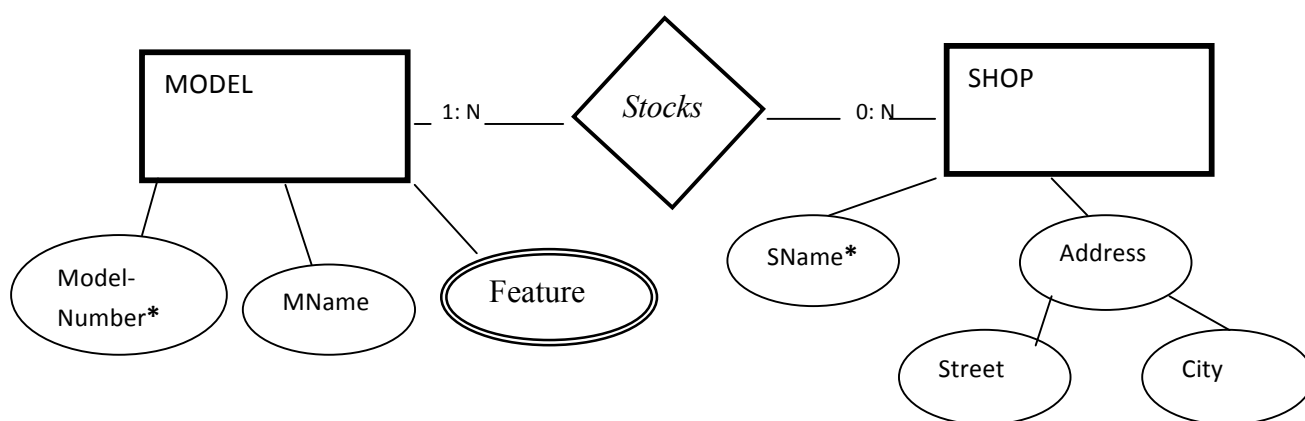 MODEL
1: N
Stocks
0: N
SHOP
Model-
Number*
MName
Feature
SName*
Address
Street
City